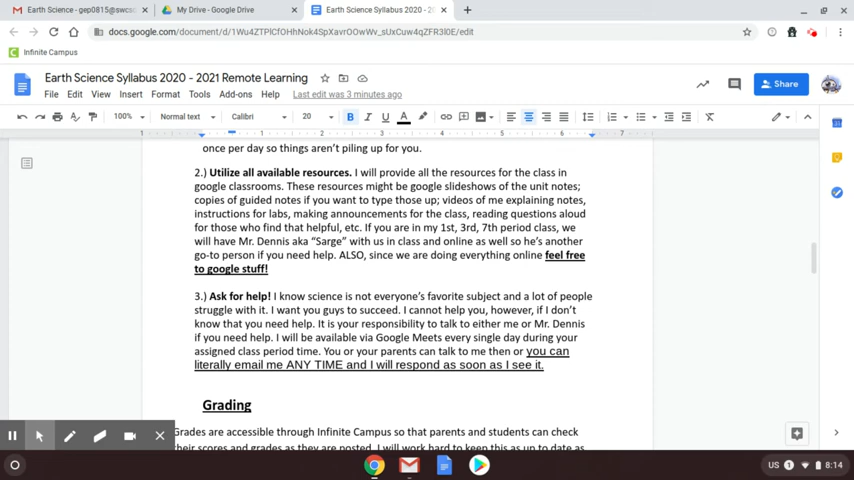 Earth Science - gep0815@swcsc
My Drive - Google Drive
Earth Science Syllabus 2020 - 2
docs.google.com/document/d/1Wu4ZTPlCfOHhNok4SpXavrOOwWv_sUxCuw4qZFR3l0E/edit
Infinite Campus
Earth Science Syllabus 2020 - 2021 Remote Learning
File Edit View Insert Format Tools Add-ons Help Last edit was 3 minutes ago
Share
100% Normal text Calibri 20 B I U A
1 1 2 3 4 5 6 7
once per day so things aren't piling up for you.
2.) Utilize all available resources. I will provide all the resources for the class in
google classrooms. These resources might be google slideshows of the unit notes;
copies of guided notes if you want to type those up; videos of me explaining notes,
instructions for labs, making announcements for the class, reading questions aloud
for those who find that helpful, etc. If you are in my 1st, 3rd, 7th period class, we
will have Mr. Dennis aka “Sarge” with us in class and online as well so he's another
go-to person if you need help. ALSO, since we are doing everything online feel free
to google stuff!
3.) Ask for help! I know science is not everyone's favorite subject and a lot of people
struggle with it. I want you guys to succeed. I cannot help you, however, if I don't
know that you need help. It is your responsibility to talk to either me or Mr. Dennis
if you need help. I will be available via Google Meets every single day during your
assigned class period time. You or your parents can talk to me then or you can
literally email me ANY TIME and I will respond as soon as I see it.
Grading
Grades are accessible through Infinite Campus so that parents and students can check
their scores and grades as they are posted. I will work hard to keep this as up to date as
US 1 8:14